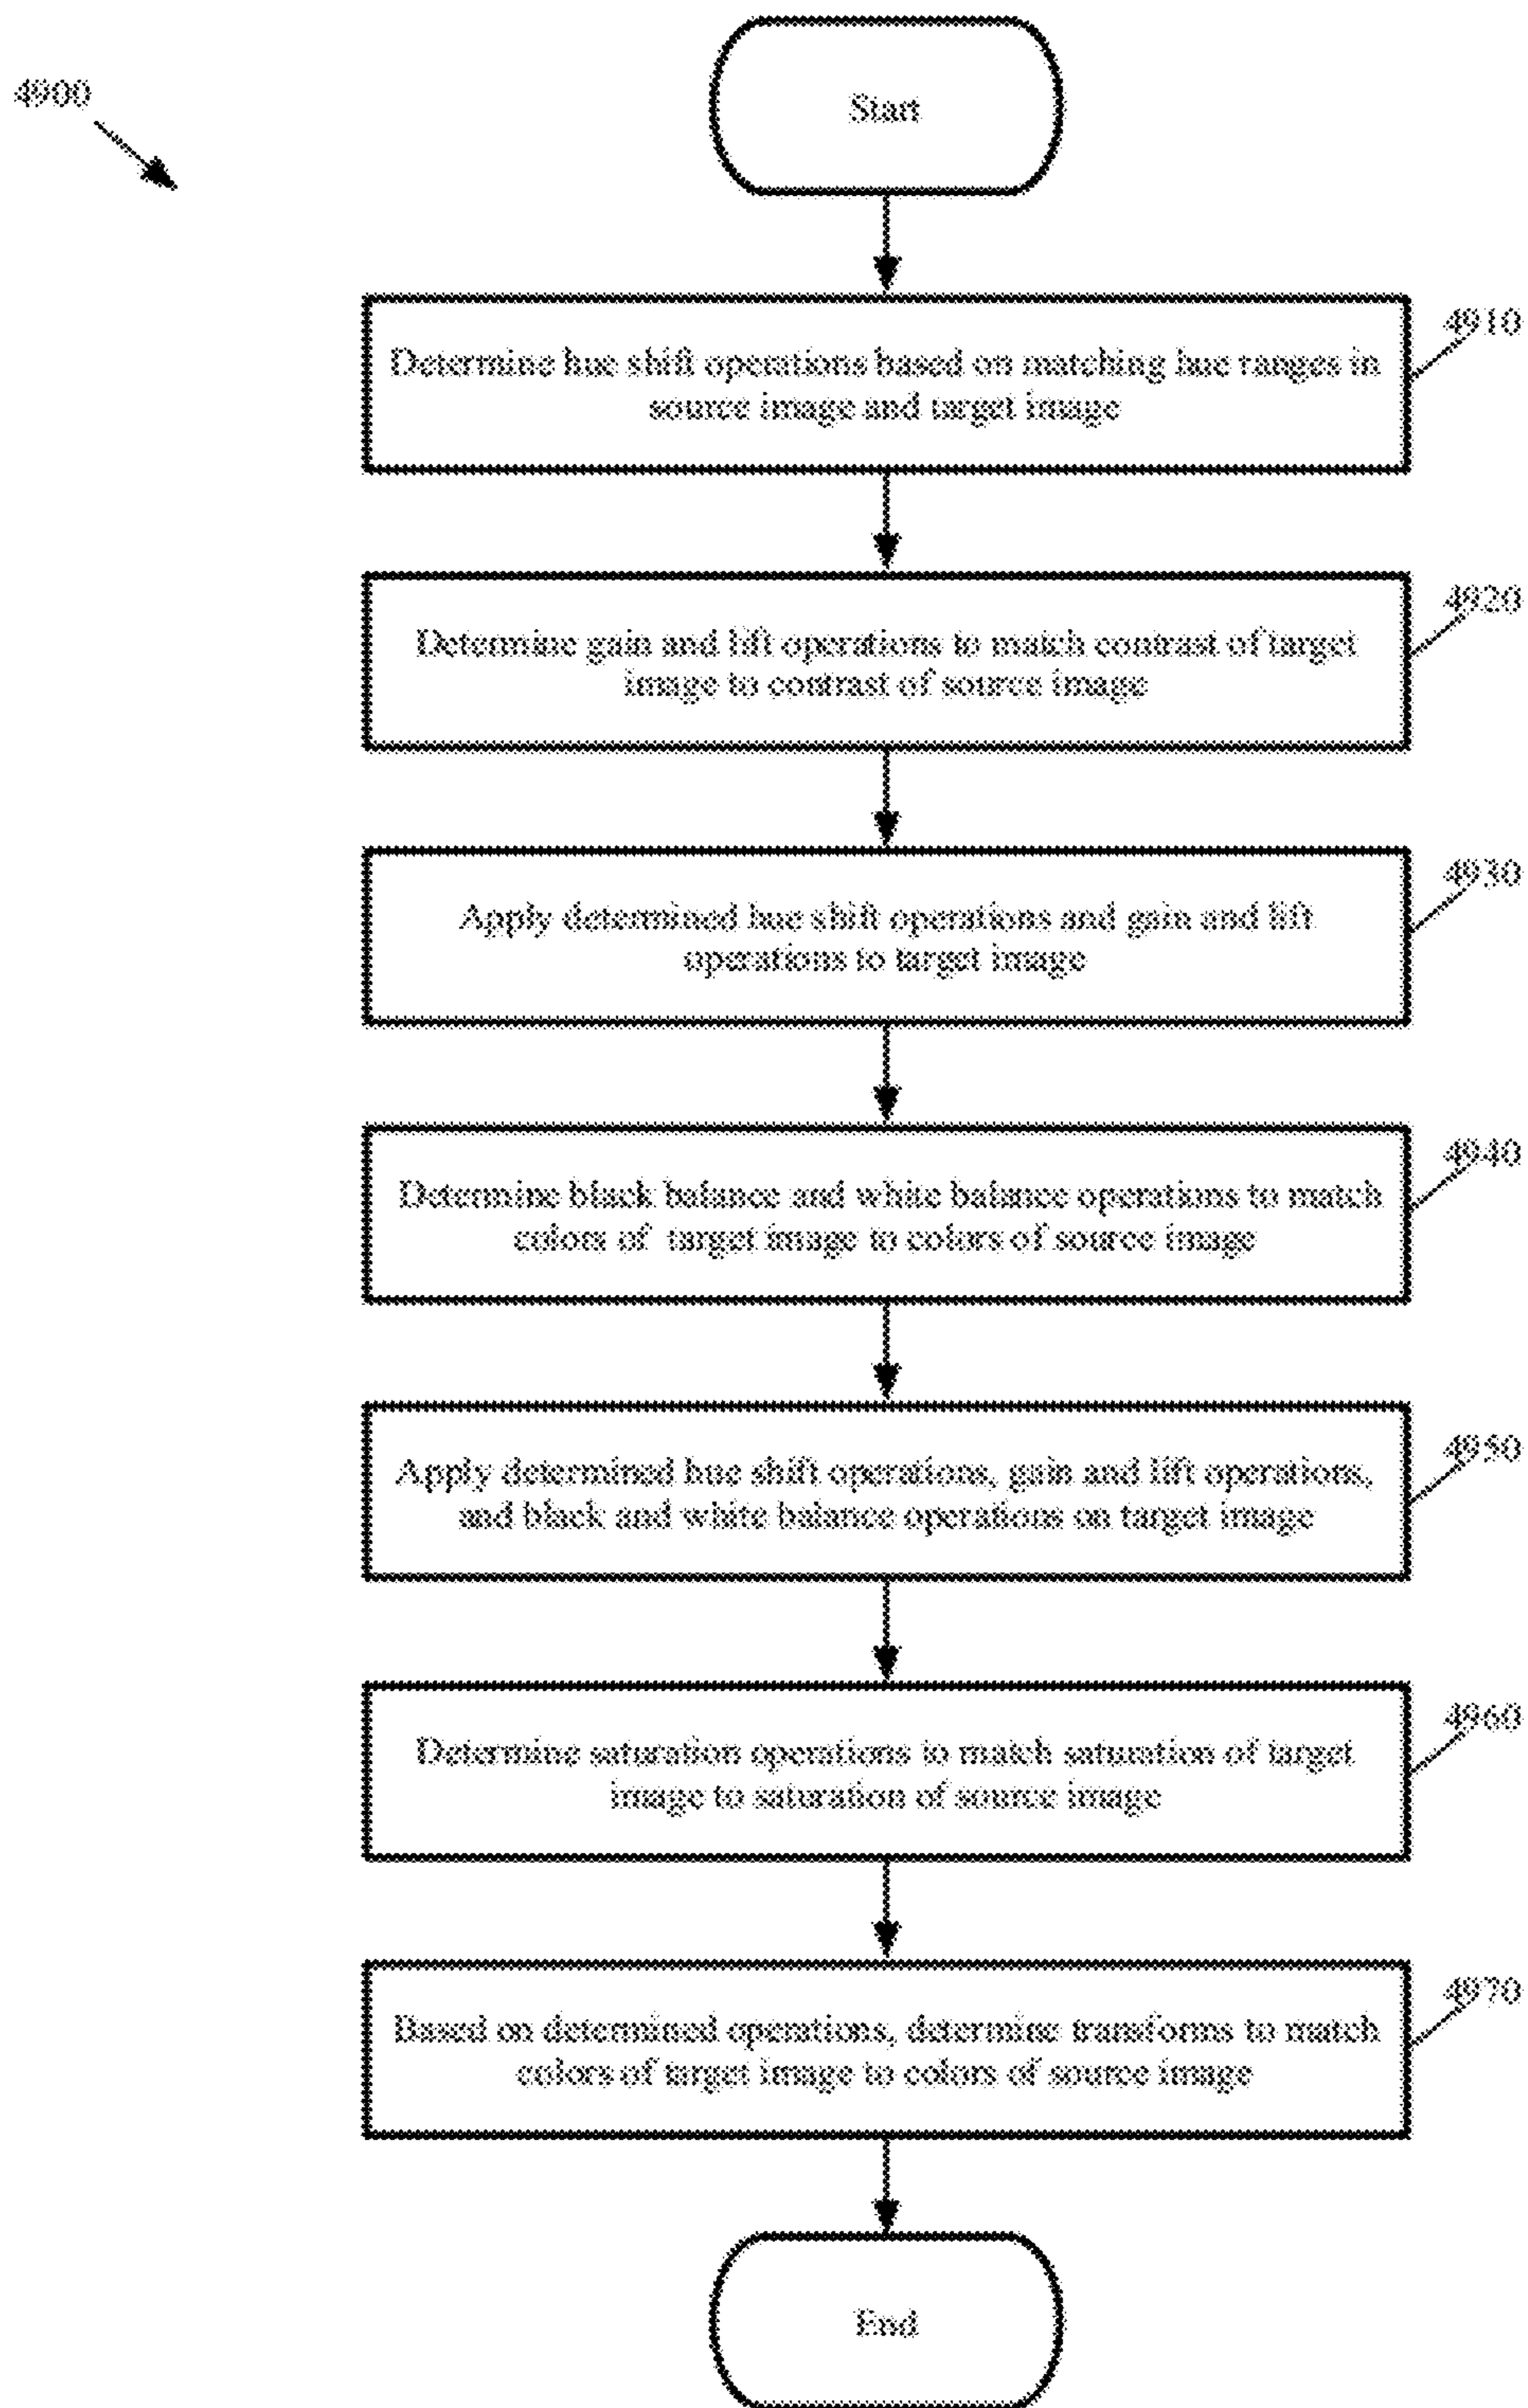 4900
Start
4910
Determine hue shift operations based on matching hue ranges in
source image and target image
4920
Determine gain and lift operations to match contrast of target
image to contrast of source image
4930
Apply determined hue shift operations and gain and lift
operations to target image
4940
Determine black balance and white balance operations to match
colors of target image to colors of source image
4950
Apply determined hue shift operations, gain and lift operations,
and black and white balance operations on target image
4960
Determine saturation operations to match saturation of target
image to saturation of source image
4970
Based on determined operations, determine transforms to match
colors of target image to colors of source image
End